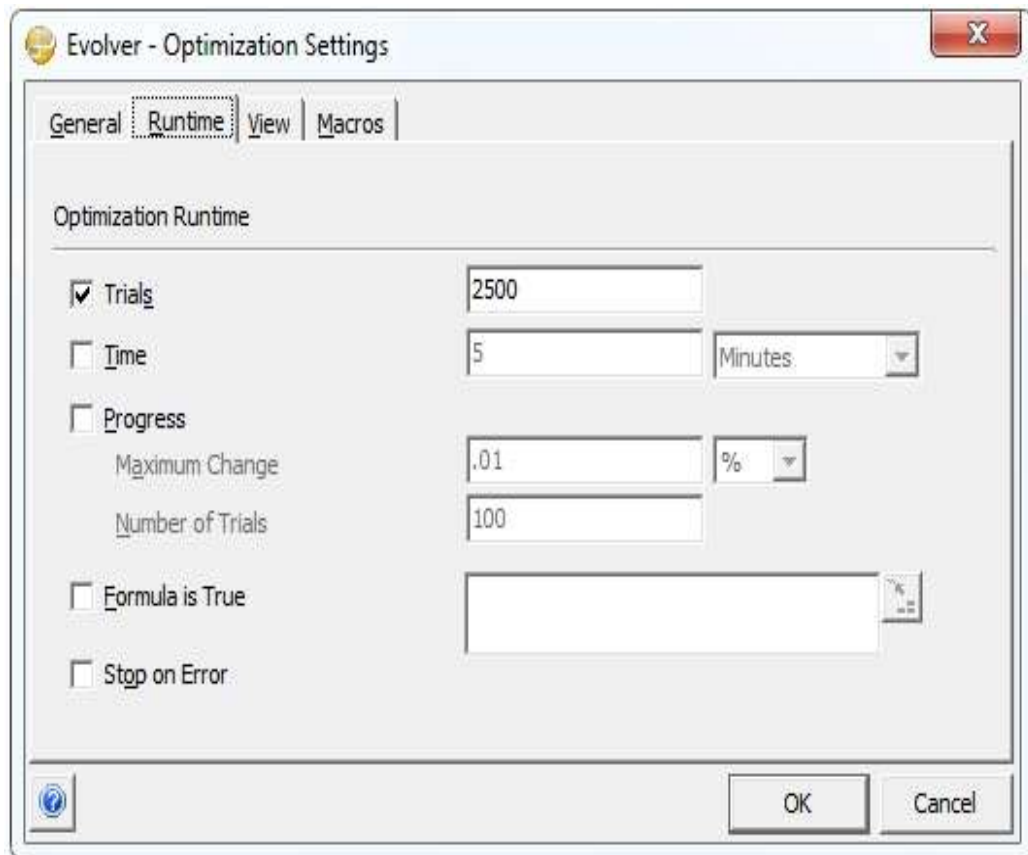 Evolver - Optimization Settings
General Runtime View Macros
Optimization Runtime
Trials 2500
Time 5 Minutes
Progress
Maximum Change .01 %
Number of Trials 100
Formula is True
Stop on Error
OK Cancel